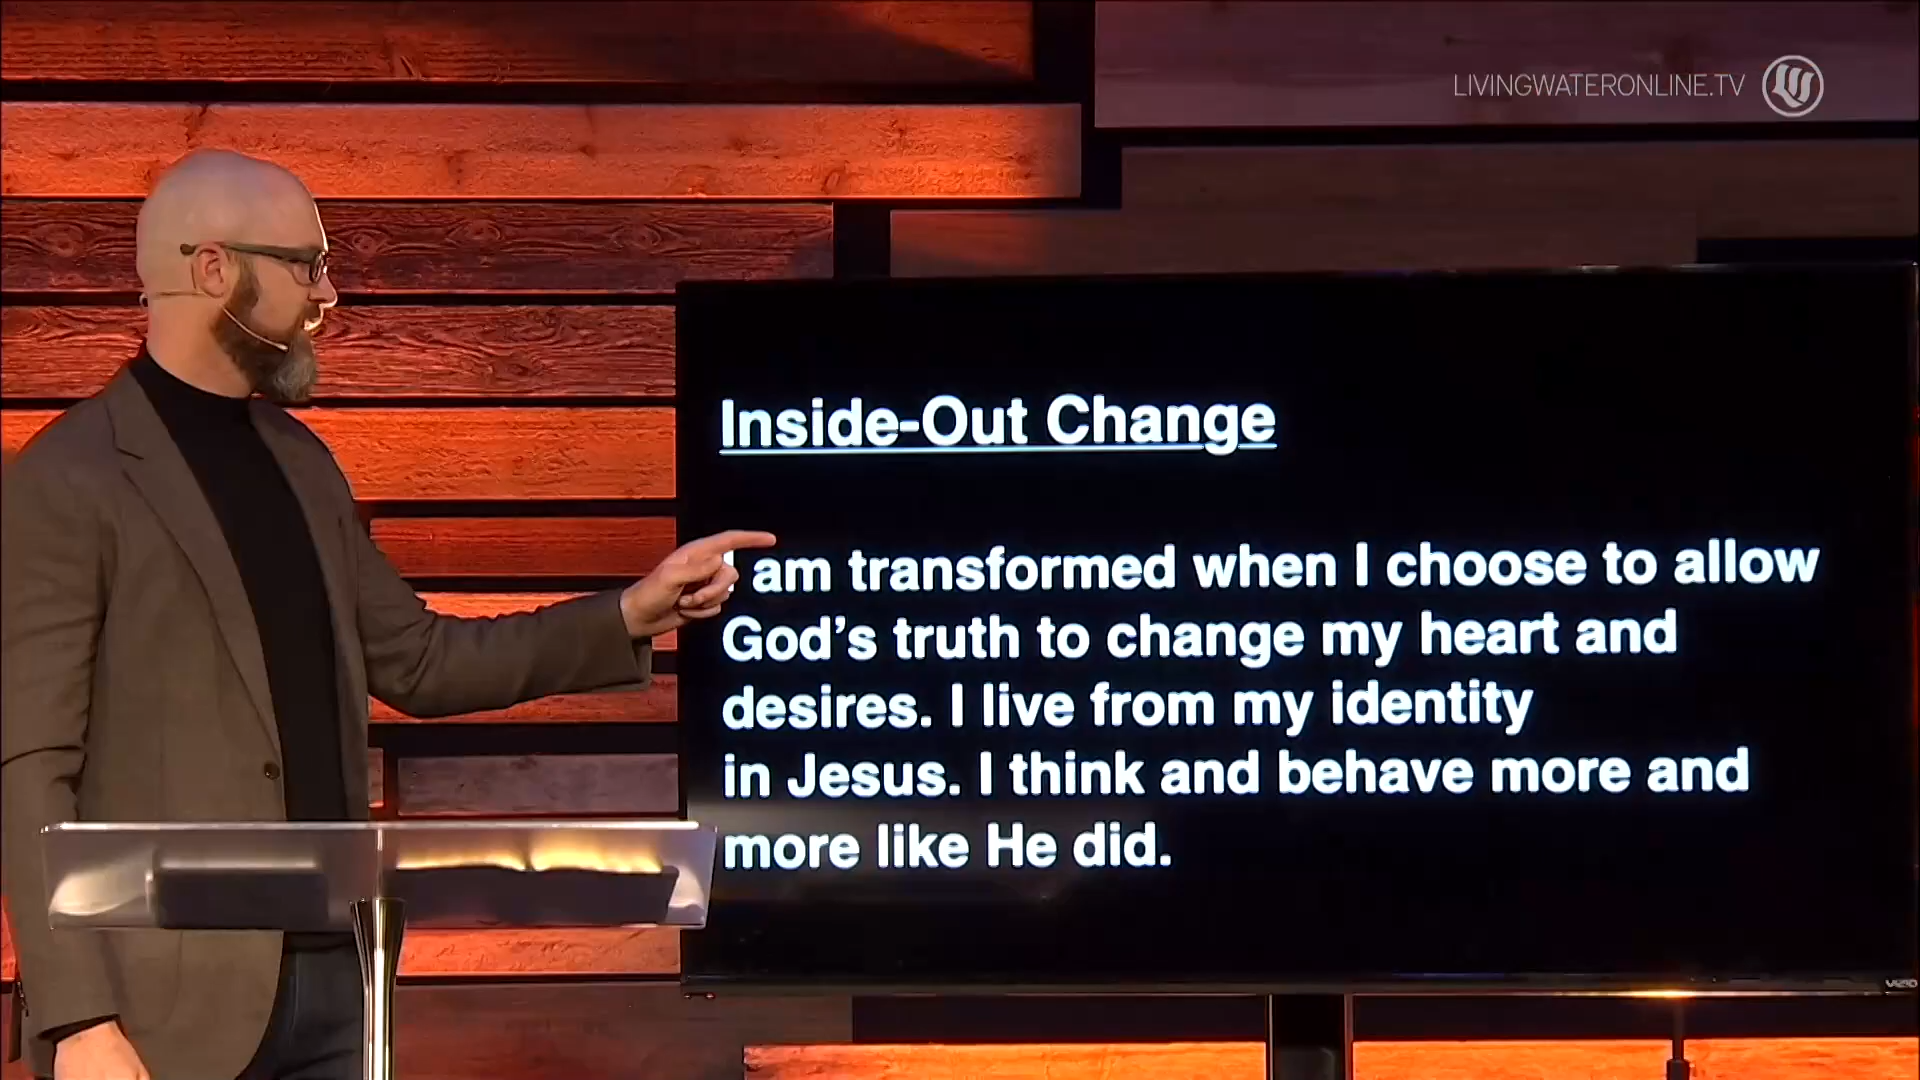 LIVINGWATERONLINE.TV
Inside-Out Change
I am transformed when I choose to allow
God's truth to change my heart and
desires. I live from my identity
in Jesus. I think and behave more and
more like He did.
VIZIO